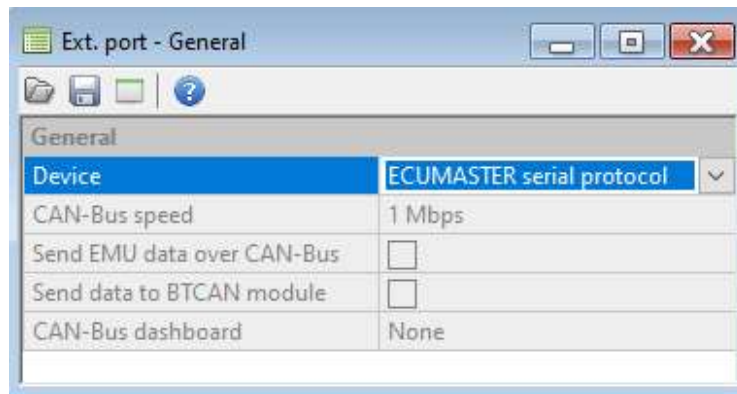 Ext. port - General
General
Device ECUMASTER serial protocol
CAN-Bus speed 1 Mbps
Send EMU data over CAN-Bus
Send data to BTCAN module
CAN-Bus dashboard None